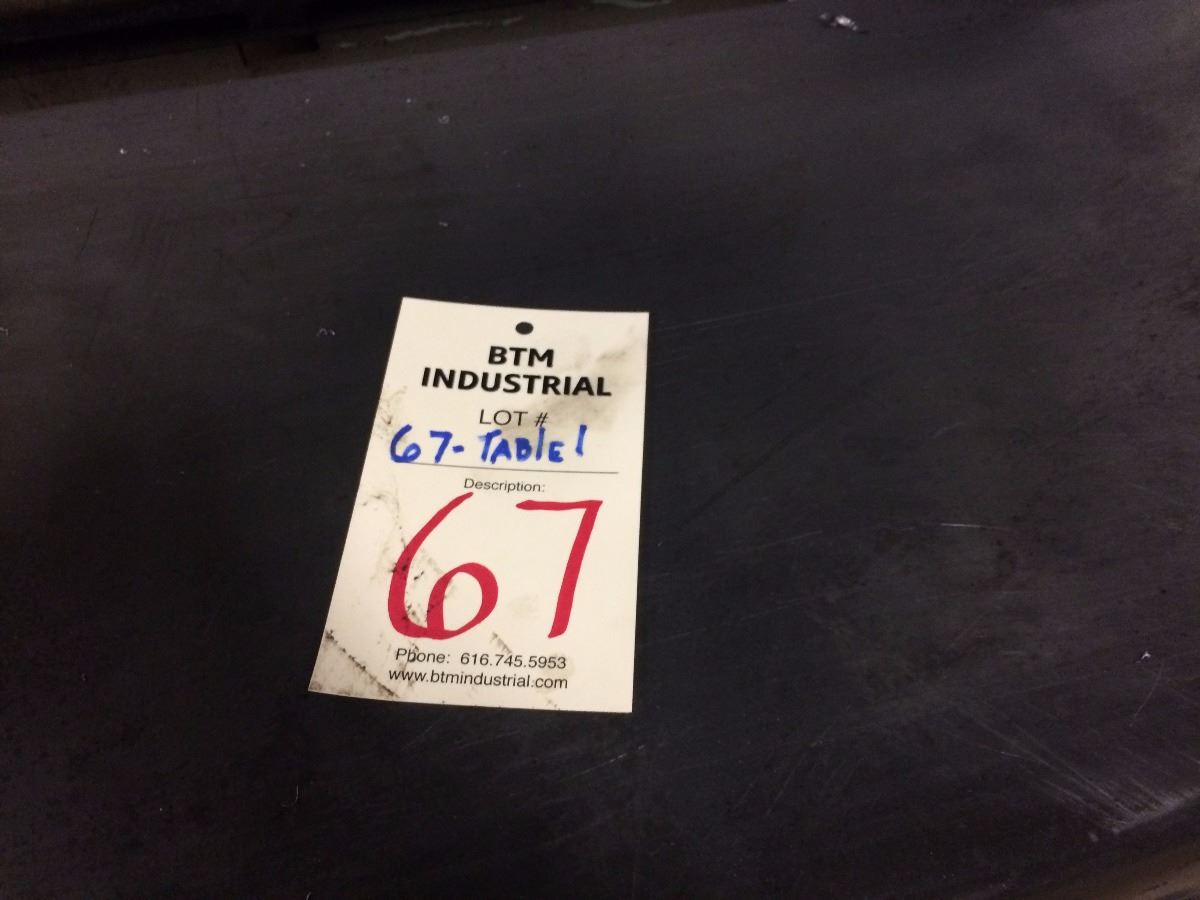 BTM
INDUSTRIAL
LOT #
67-TABLE 1
Description:
67
Phone: 616.745.5953
www.btmindustrial.com